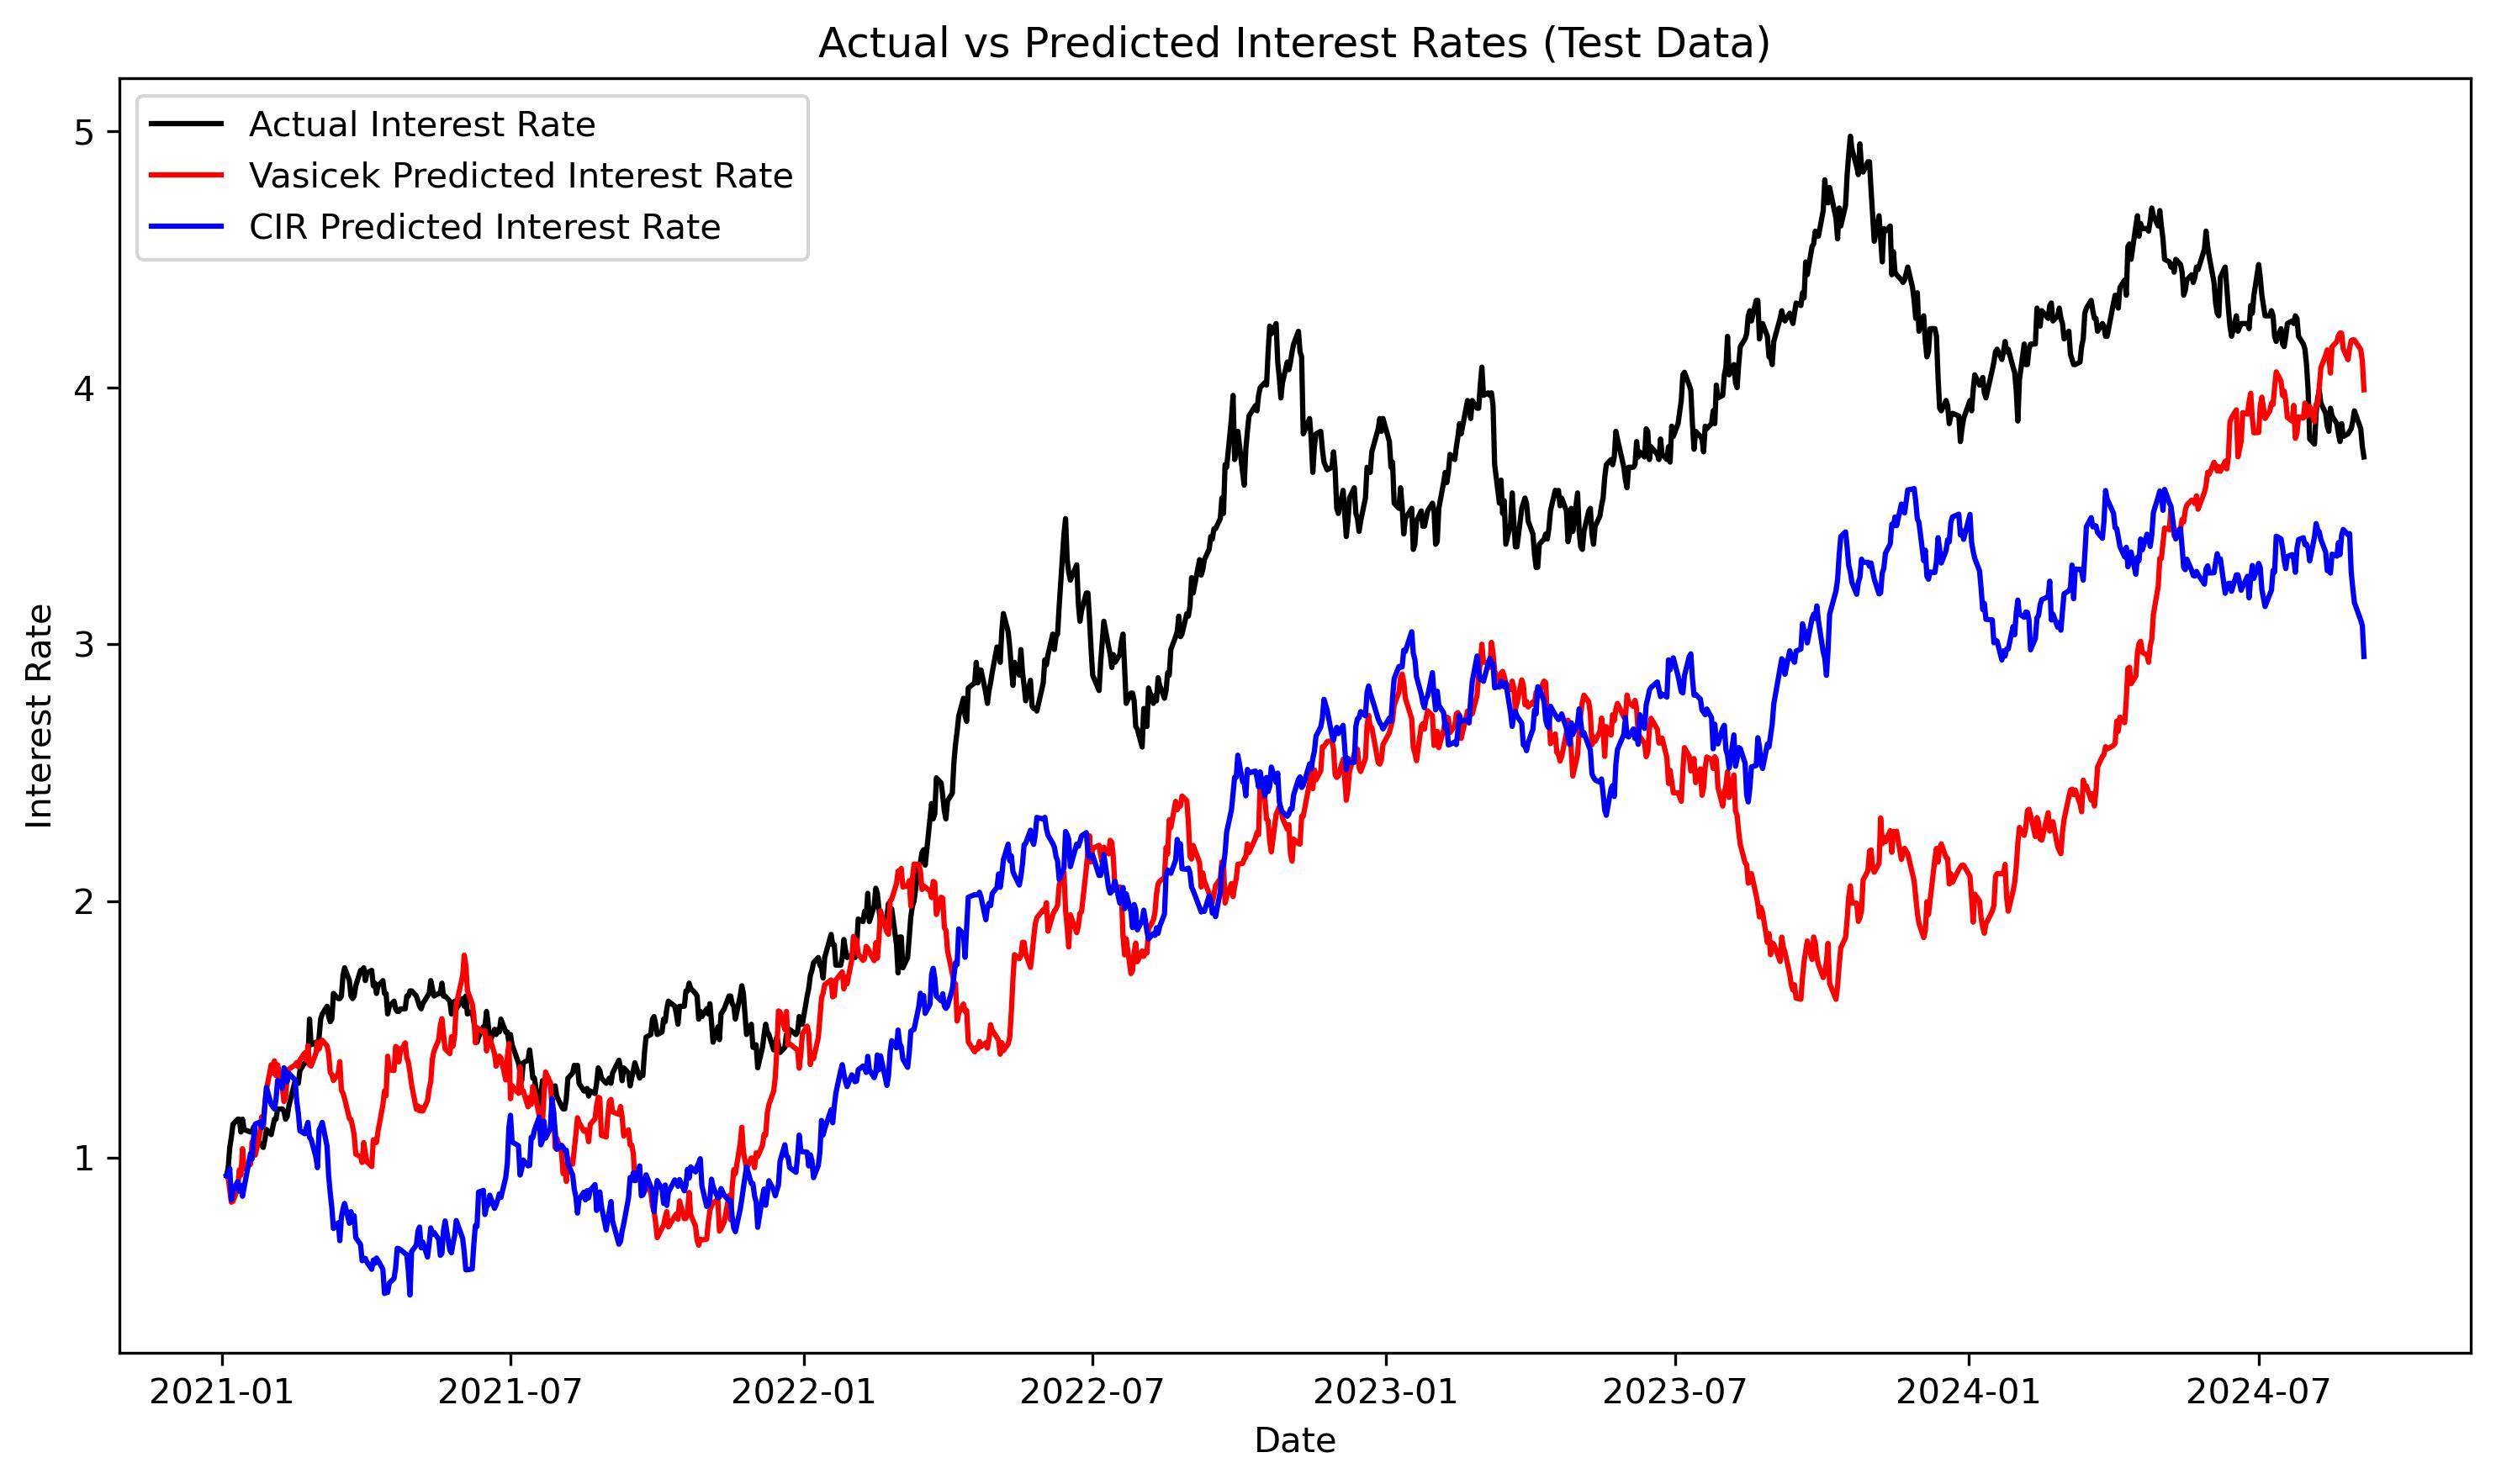 Actual vs Predicted Interest Rates (Test Data)
Actual Interest Rate
Vasicek Predicted Interest Rate
CIR Predicted Interest Rate
5
4
3
2
1
Interest Rate
2021-01
2021-07
2022-01
2022-07
2023-01
2023-07
2024-01
2024-07
Date